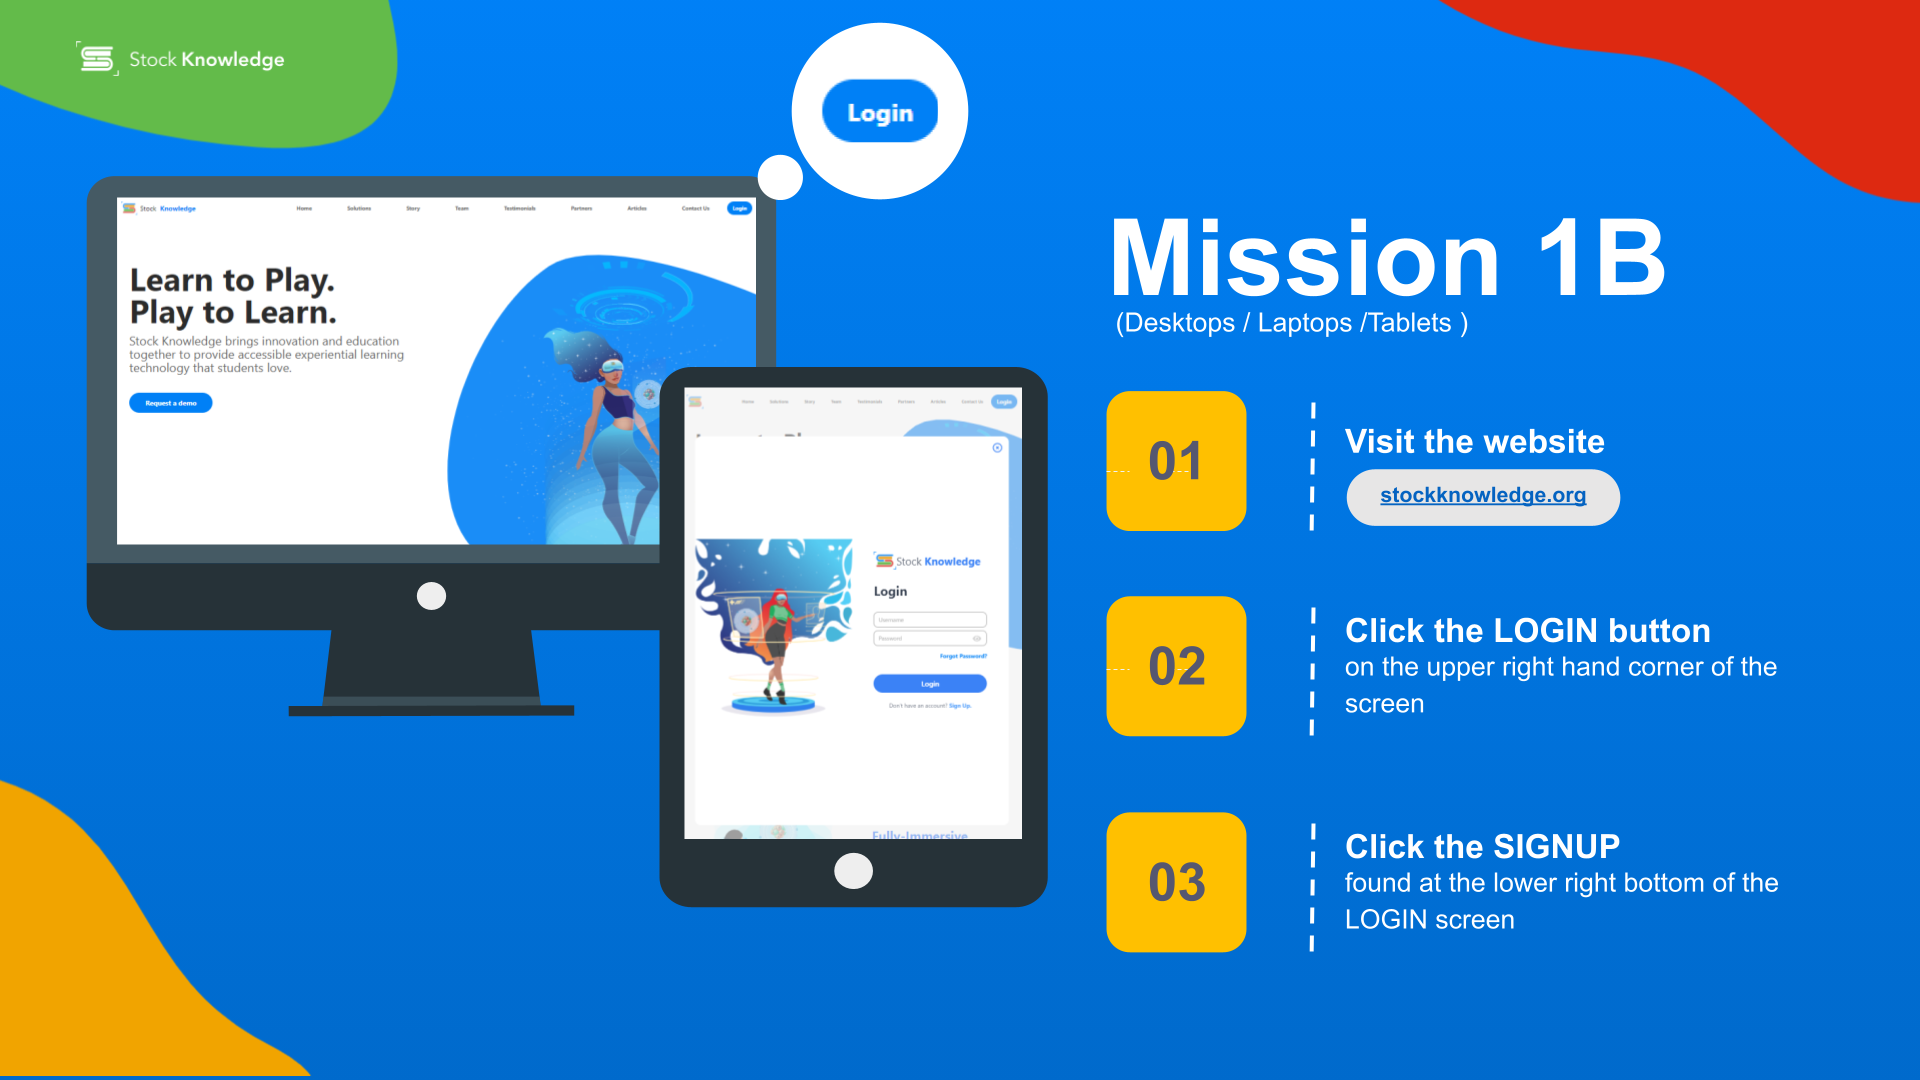 Stock Knowledge
Login
Stock Knowledge
Home Solutions Story Team Testimonials Partners Articles Contact Us Login
Learn to Play.
Play to Learn.
Stock Knowledge brings innovation and education
together to provide accessible experiential learning
technology that students love.
Request a demo
Home Solutions Story Team Testimonials Partners Articles Contact Us Login
Stock Knowledge
Login
Username
Password
Forgot Password?
Login
Don't have an account? Sign Up.
Fully-Immersive
Mission 1B
(Desktops / Laptops /Tablets )
01
Visit the website
stockknowledge.org
02
Click the LOGIN button
on the upper right hand corner of the
screen
03
Click the SIGNUP
found at the lower right bottom of the
LOGIN screen